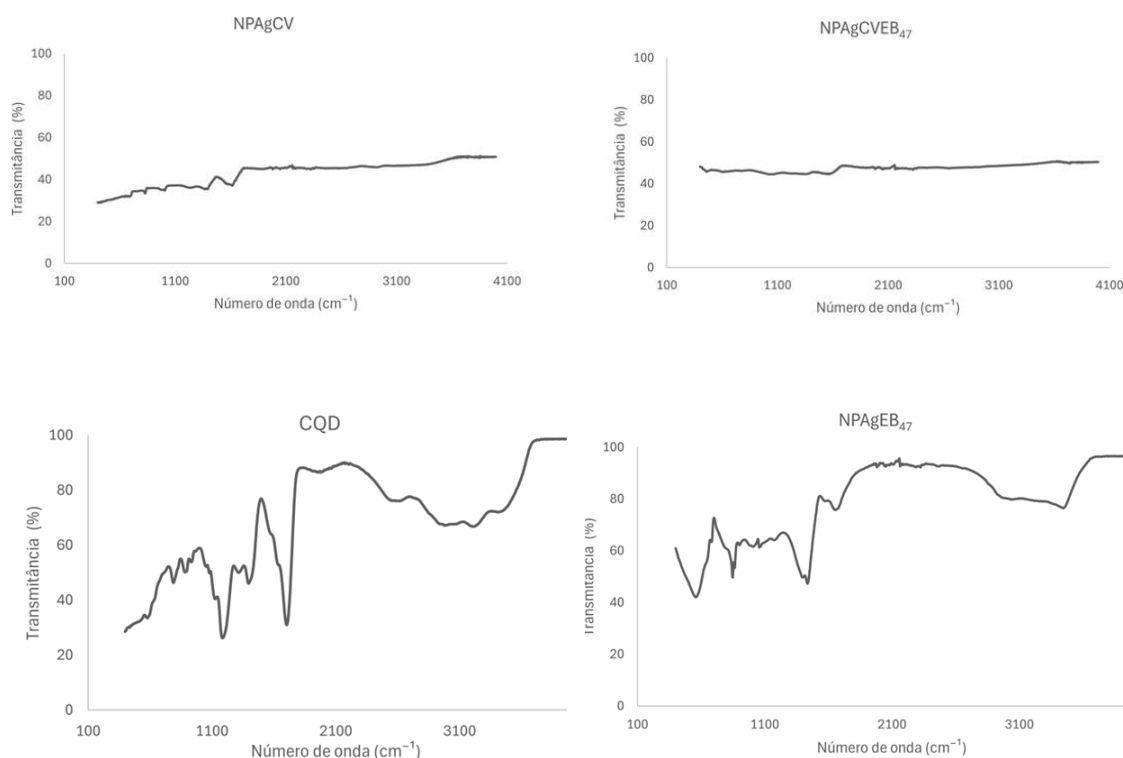 NPAgCV
100
80
60
40
20
0
Transmitância (%)
100 1100 2100 3100 4100
Número de onda (cm⁻¹)
NPAgCVEB₄₇
100
80
60
40
20
0
Transmitância (%)
100 1100 2100 3100 4100
Número de onda (cm⁻¹)
CQD
100
80
60
40
20
0
Transmitância (%)
100 1100 2100 3100
Número de onda (cm⁻¹)
NPAgEB₄₇
100
80
60
40
20
0
Transmitância (%)
100 1100 2100 3100
Número de onda (cm⁻¹)